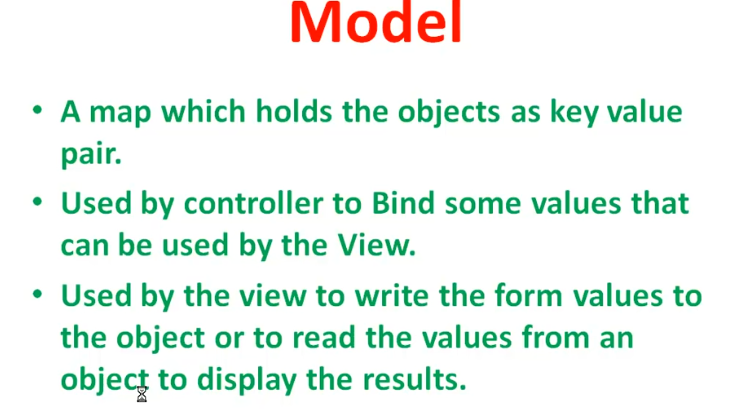 Model
• A map which holds the objects as key value
pair.
• Used by controller to Bind some values that
can be used by the View.
• Used by the view to write the form values to
the object or to read the values from an
object to display the results.